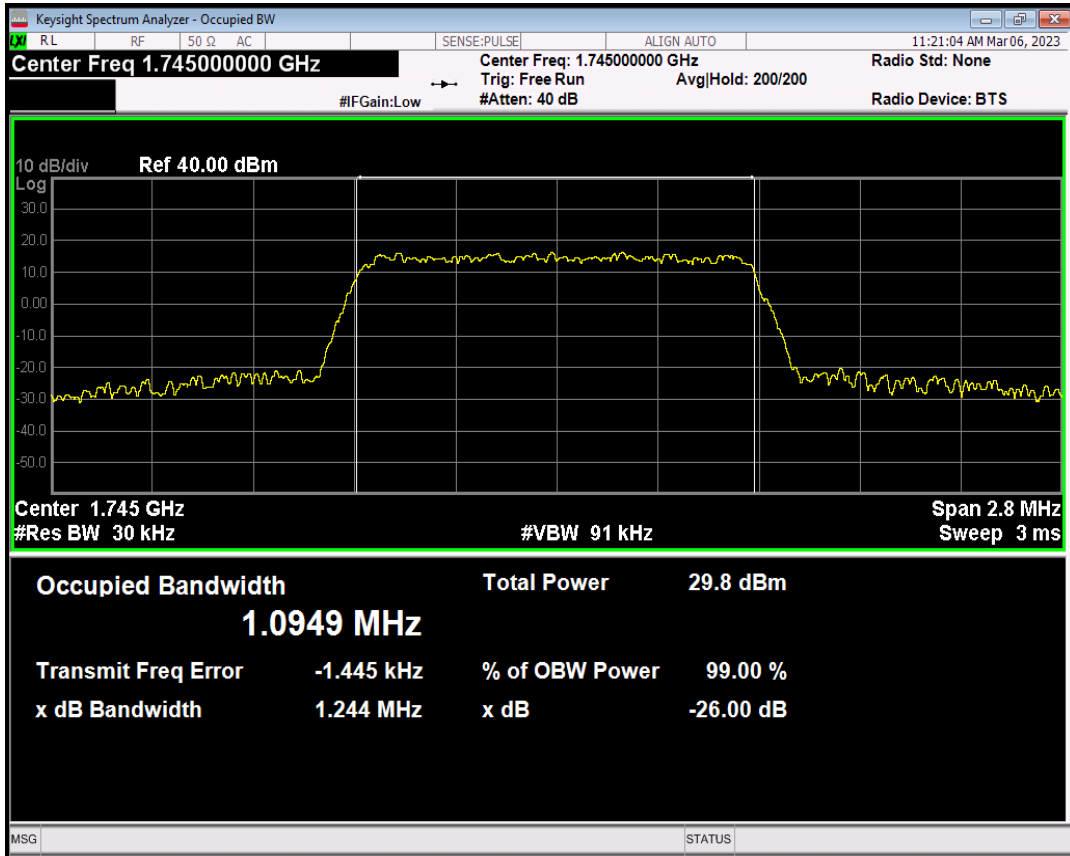 Keysight Spectrum Analyzer - Occupied BW
LXI RL RF 50 Ω AC SENSE:PULSE ALIGN AUTO 11:21:04 AM Mar 06, 2023
Center Freq 1.745000000 GHz
Center Freq: 1.745000000 GHz
Radio Std: None
Trig: Free Run Avg|Hold: 200/200
#IFGain:Low
#Atten: 40 dB
Radio Device: BTS
10 dB/div Ref 40.00 dBm
Log
30.0
20.0
10.0
0.00
-10.0
-20.0
-30.0
-40.0
-50.0
Center 1.745 GHz Span 2.8 MHz
#Res BW 30 kHz #VBW 91 kHz Sweep 3 ms
Occupied Bandwidth Total Power 29.8 dBm
1.0949 MHz
Transmit Freq Error -1.445 kHz % of OBW Power 99.00 %
x dB Bandwidth 1.244 MHz x dB -26.00 dB
MSG STATUS